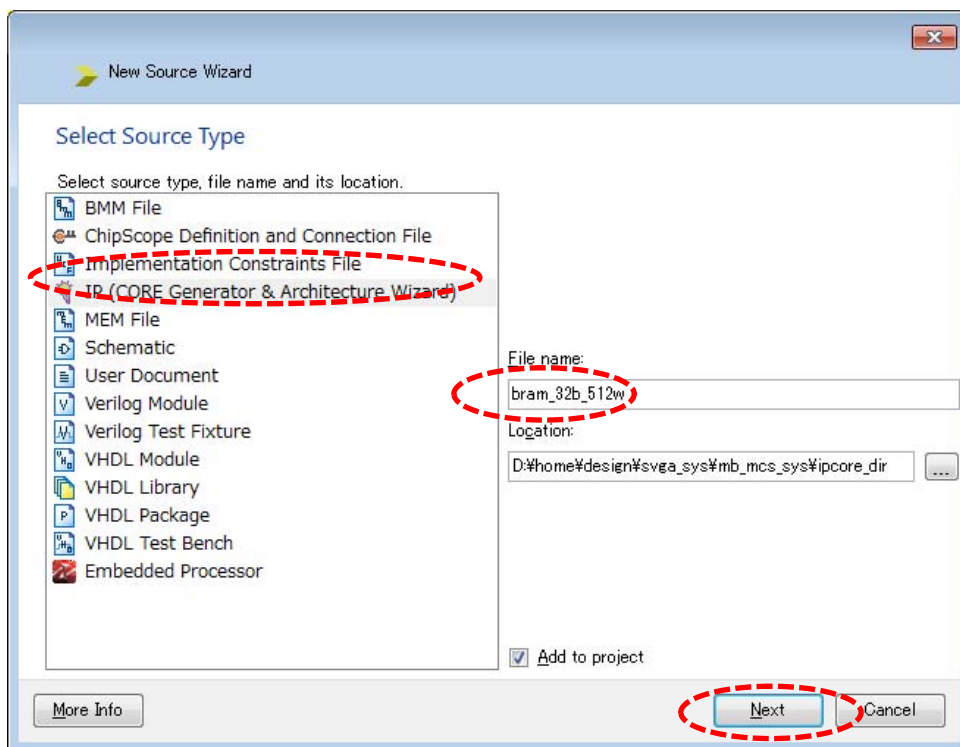 New Source Wizard
Select Source Type
Select source type, file name and its location.
BMM File
ChipScope Definition and Connection File
Implementation Constraints File
IP (CORE Generator & Architecture Wizard)
MEM File
Schematic
User Document
Verilog Module
Verilog Test Fixture
VHDL Module
VHDL Library
VHDL Package
VHDL Test Bench
Embedded Processor
File name:
bram_32b_512w
Location:
D:¥home¥design¥svga_sys¥mb_mcs_sys¥ipcore_dir
...
Add to project
More Info
Next
Cancel